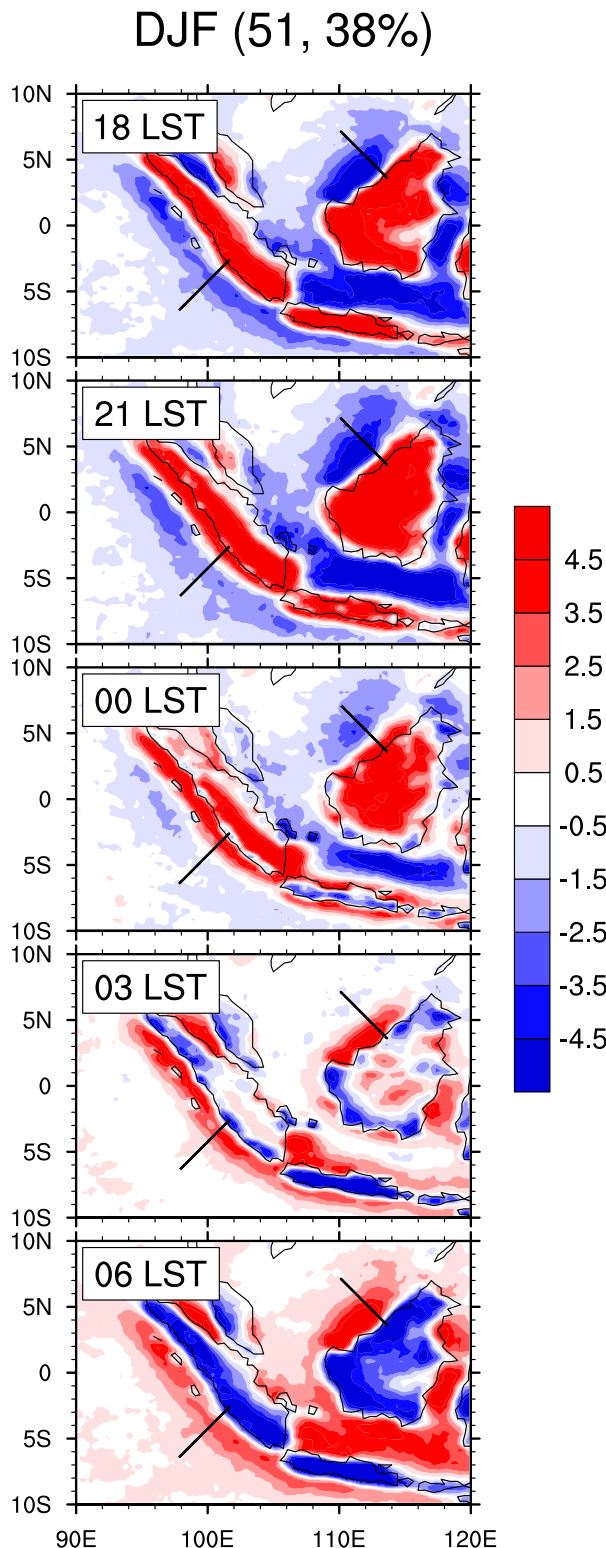 DJF (51, 38%)
10N
18 LST
5N
0
5S
10S
10N
21 LST
5N
0
5S
10S
10N
00 LST
5N
0
5S
10S
10N
03 LST
5N
0
5S
10S
10N
06 LST
5N
0
5S
10S
90E 100E 110E 120E
4.5
3.5
2.5
1.5
0.5
-0.5
-1.5
-2.5
-3.5
-4.5